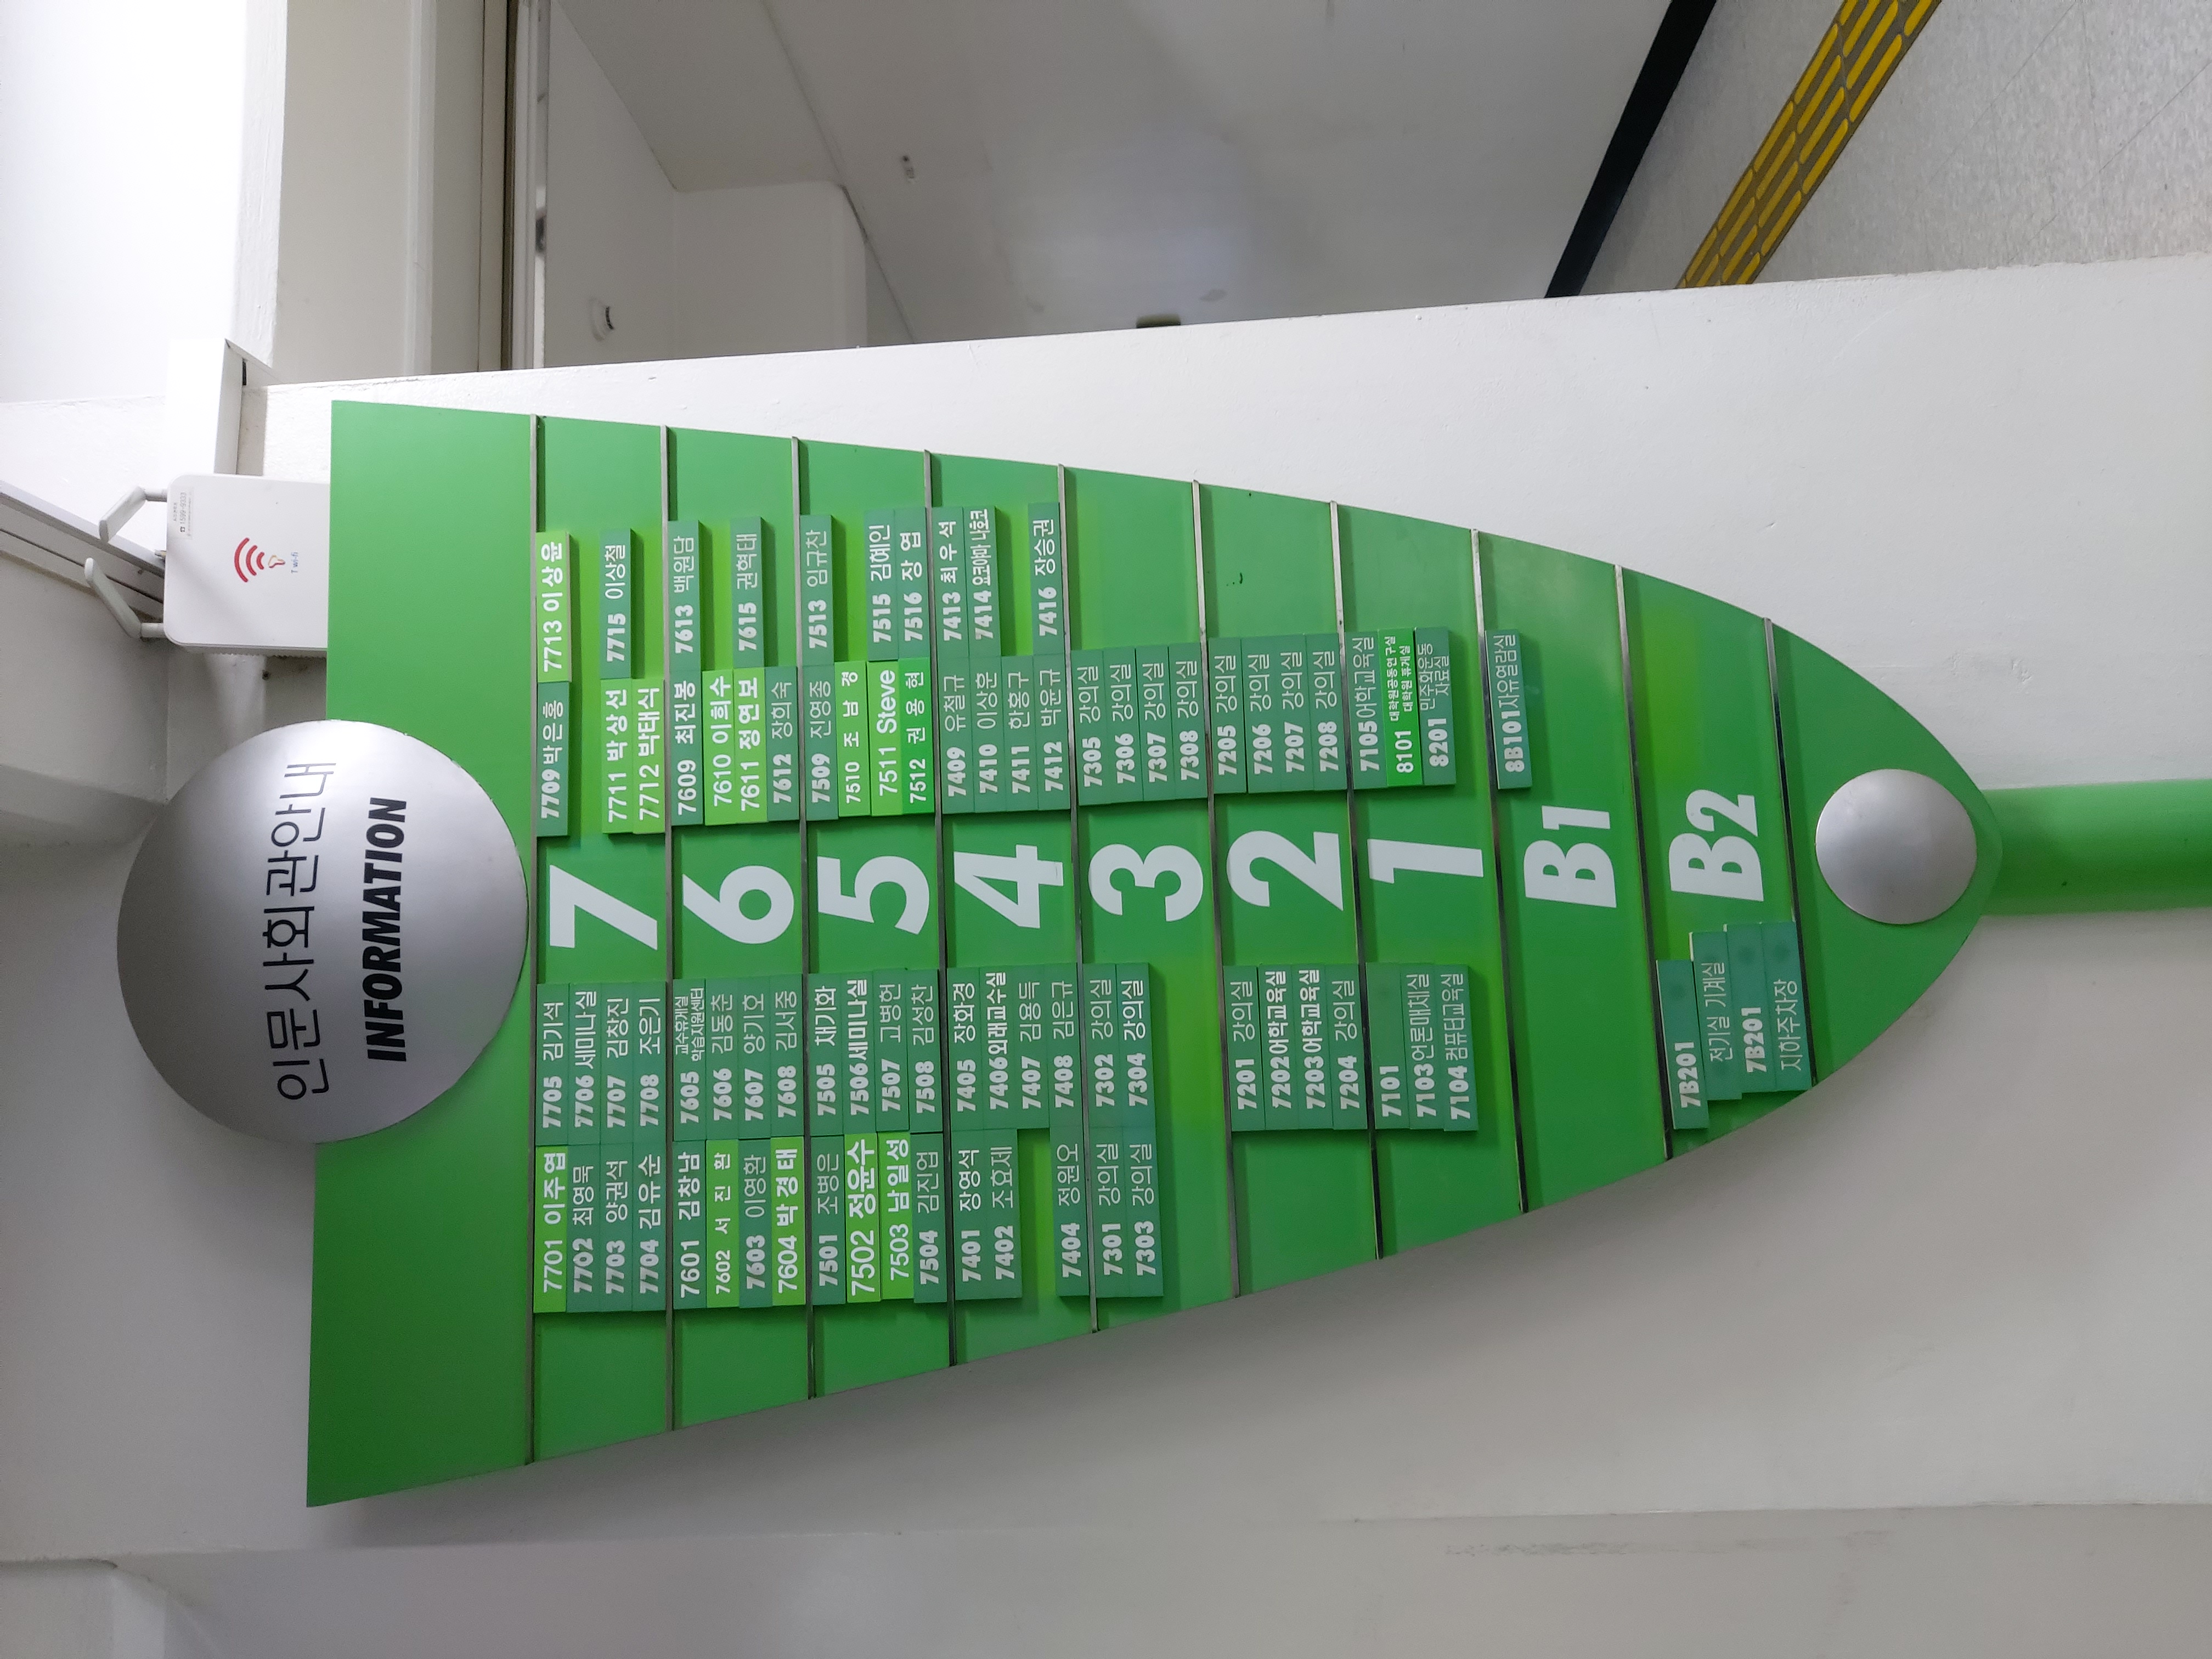 인문사회관안내
INFORMATION
1599-9333
T wi-fi
7701 이주엽 7705 김기석 7 7709 박은홍 7713 이상윤
7702 최영묵 7706 세미나실
7703 양권석 7707 김창진 7711 박상선 7715 이상철
7704 김유순 7708 조은기 7712 박태식
7601 김창남 7605 교수휴게실 학습지원센터 6 7609 최진봉 7613 백원담
7602 서 진 환 7606 김동춘 7610 이희수
7603 이영환 7607 양기호 7611 정연보 7615 권혁태
7604 박경태 7608 김서중 7612 장희숙
7501 조병은 7505 채기화 5 7509 진영종 7513 임규찬
7502 정윤수 7506 세미나실 7510 조 남 경
7503 남일성 7507 고병헌 7511 Steve 7515 김혜인
7504 김진업 7508 김성찬 7512 권 용 현 7516 장 엽
7401 장영석 7405 장화경 4 7409 유철규 7413 최우석
7402 조효제 7406 외래교수실 7410 이상훈 7414 요코야마 나호코
7407 김용득 7411 한홍구
7404 정원오 7408 김은규 7412 박윤규 7416 장승권
7301 강의실 7302 강의실 3 7305 강의실
7303 강의실 7304 강의실 7306 강의실
7307 강의실
7308 강의실
7201 강의실 2 7205 강의실
7202 어학교육실 7206 강의실
7203 어학교육실 7207 강의실
7204 강의실 7208 강의실
7101 1 7105 어학교육실
7103 언론매체실 8101 대학원공동연구실 대학원 휴게실
7104 컴퓨터교육실 8201 민주화운동 자료실
B1 8B101 자유열람실
7B201 B2
전기실 기계실
7B201
지하주차장